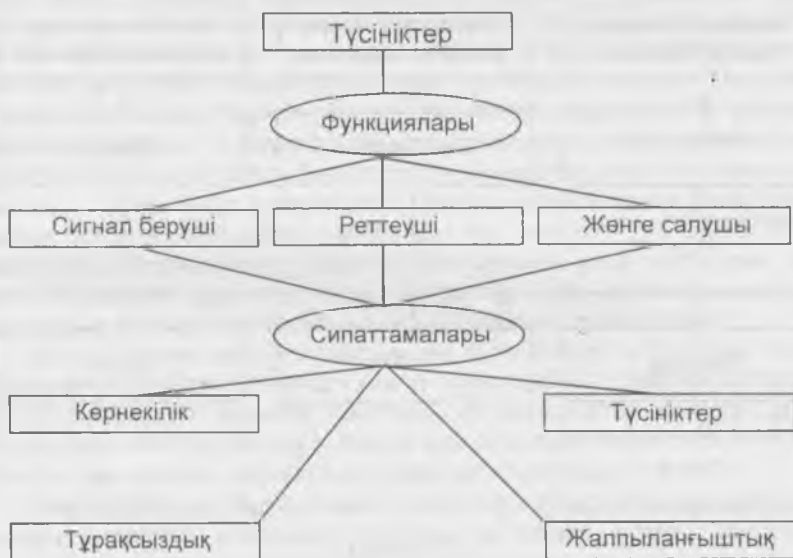 Түсініктер
Функциялары
Сигнал беруші
Реттеуші
Жөнге салушы
Сипаттамалары
Көрнекілік
Түсініктер
Тұрақсыздық
Жалпыланғыштық